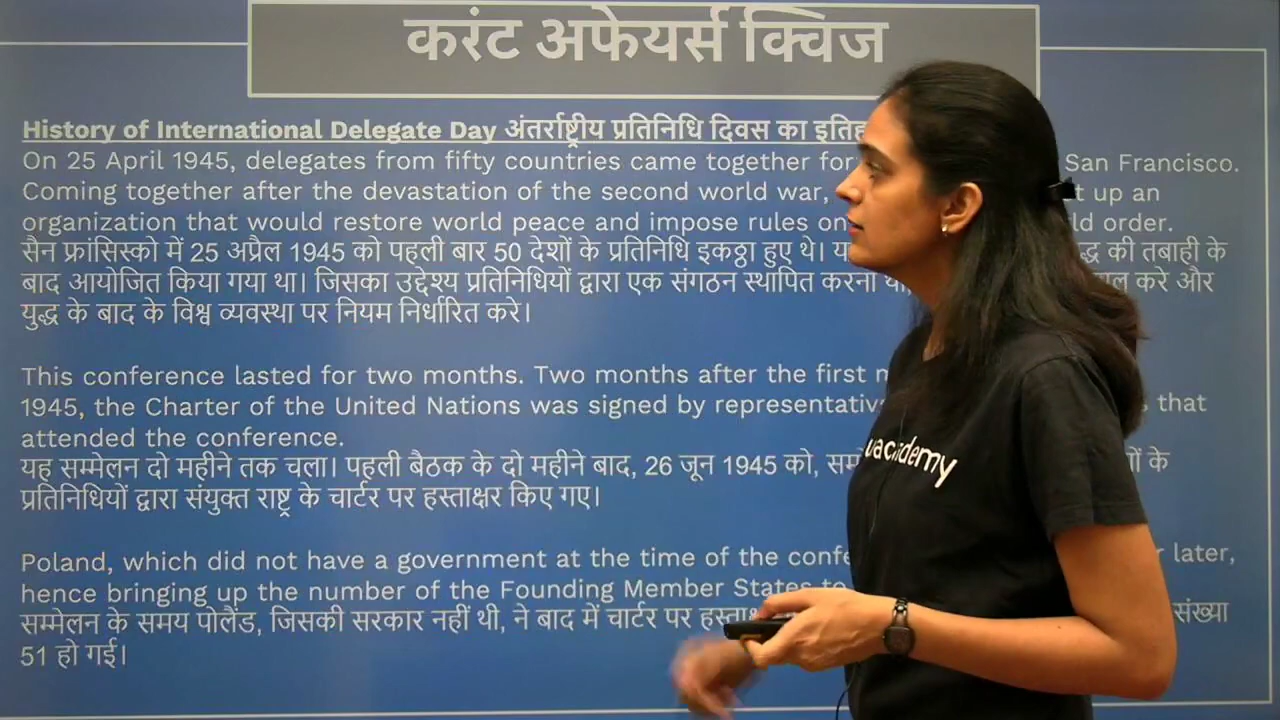 करंट अफेयर्स क्विज
History of International Delegate Day अंतर्राष्ट्रीय प्रतिनिधि दिवस का
On 25 April 1945, delegates from fifty countries came together for San Francisco.
Coming together after the devastation of the second world war, up an
organization that would restore world peace and impose rules on order.
सैन फ्रांसिस्को में 25 अप्रैल 1945 को पहली बार 50 देशों के प्रतिनिधि इकठ्ठा हुए थे। की तबाही के
बाद आयोजित किया गया था। जिसका उद्देश्य प्रतिनिधियों द्वारा एक संगठन स्थापित करना करे और
युद्ध के बाद के विश्व व्यवस्था पर नियम निर्धारित करे।
This conference lasted for two months. Two months after the first
1945, the Charter of the United Nations was signed by that
attended the conference.
यह सम्मेलन दो महीने तक चला। पहली बैठक के दो महीने बाद, 26 जून 1945 को, के
प्रतिनिधियों द्वारा संयुक्त राष्ट्र के चार्टर पर हस्ताक्षर किए गए।
Poland, which did not have a government at the time of the later,
hence bringing up the number of the Founding Member States to
सम्मेलन के समय पोलैंड, जिसकी सरकार नहीं थी, ने बाद में चार्टर पर संख्या
51 हो गई।
unacademy